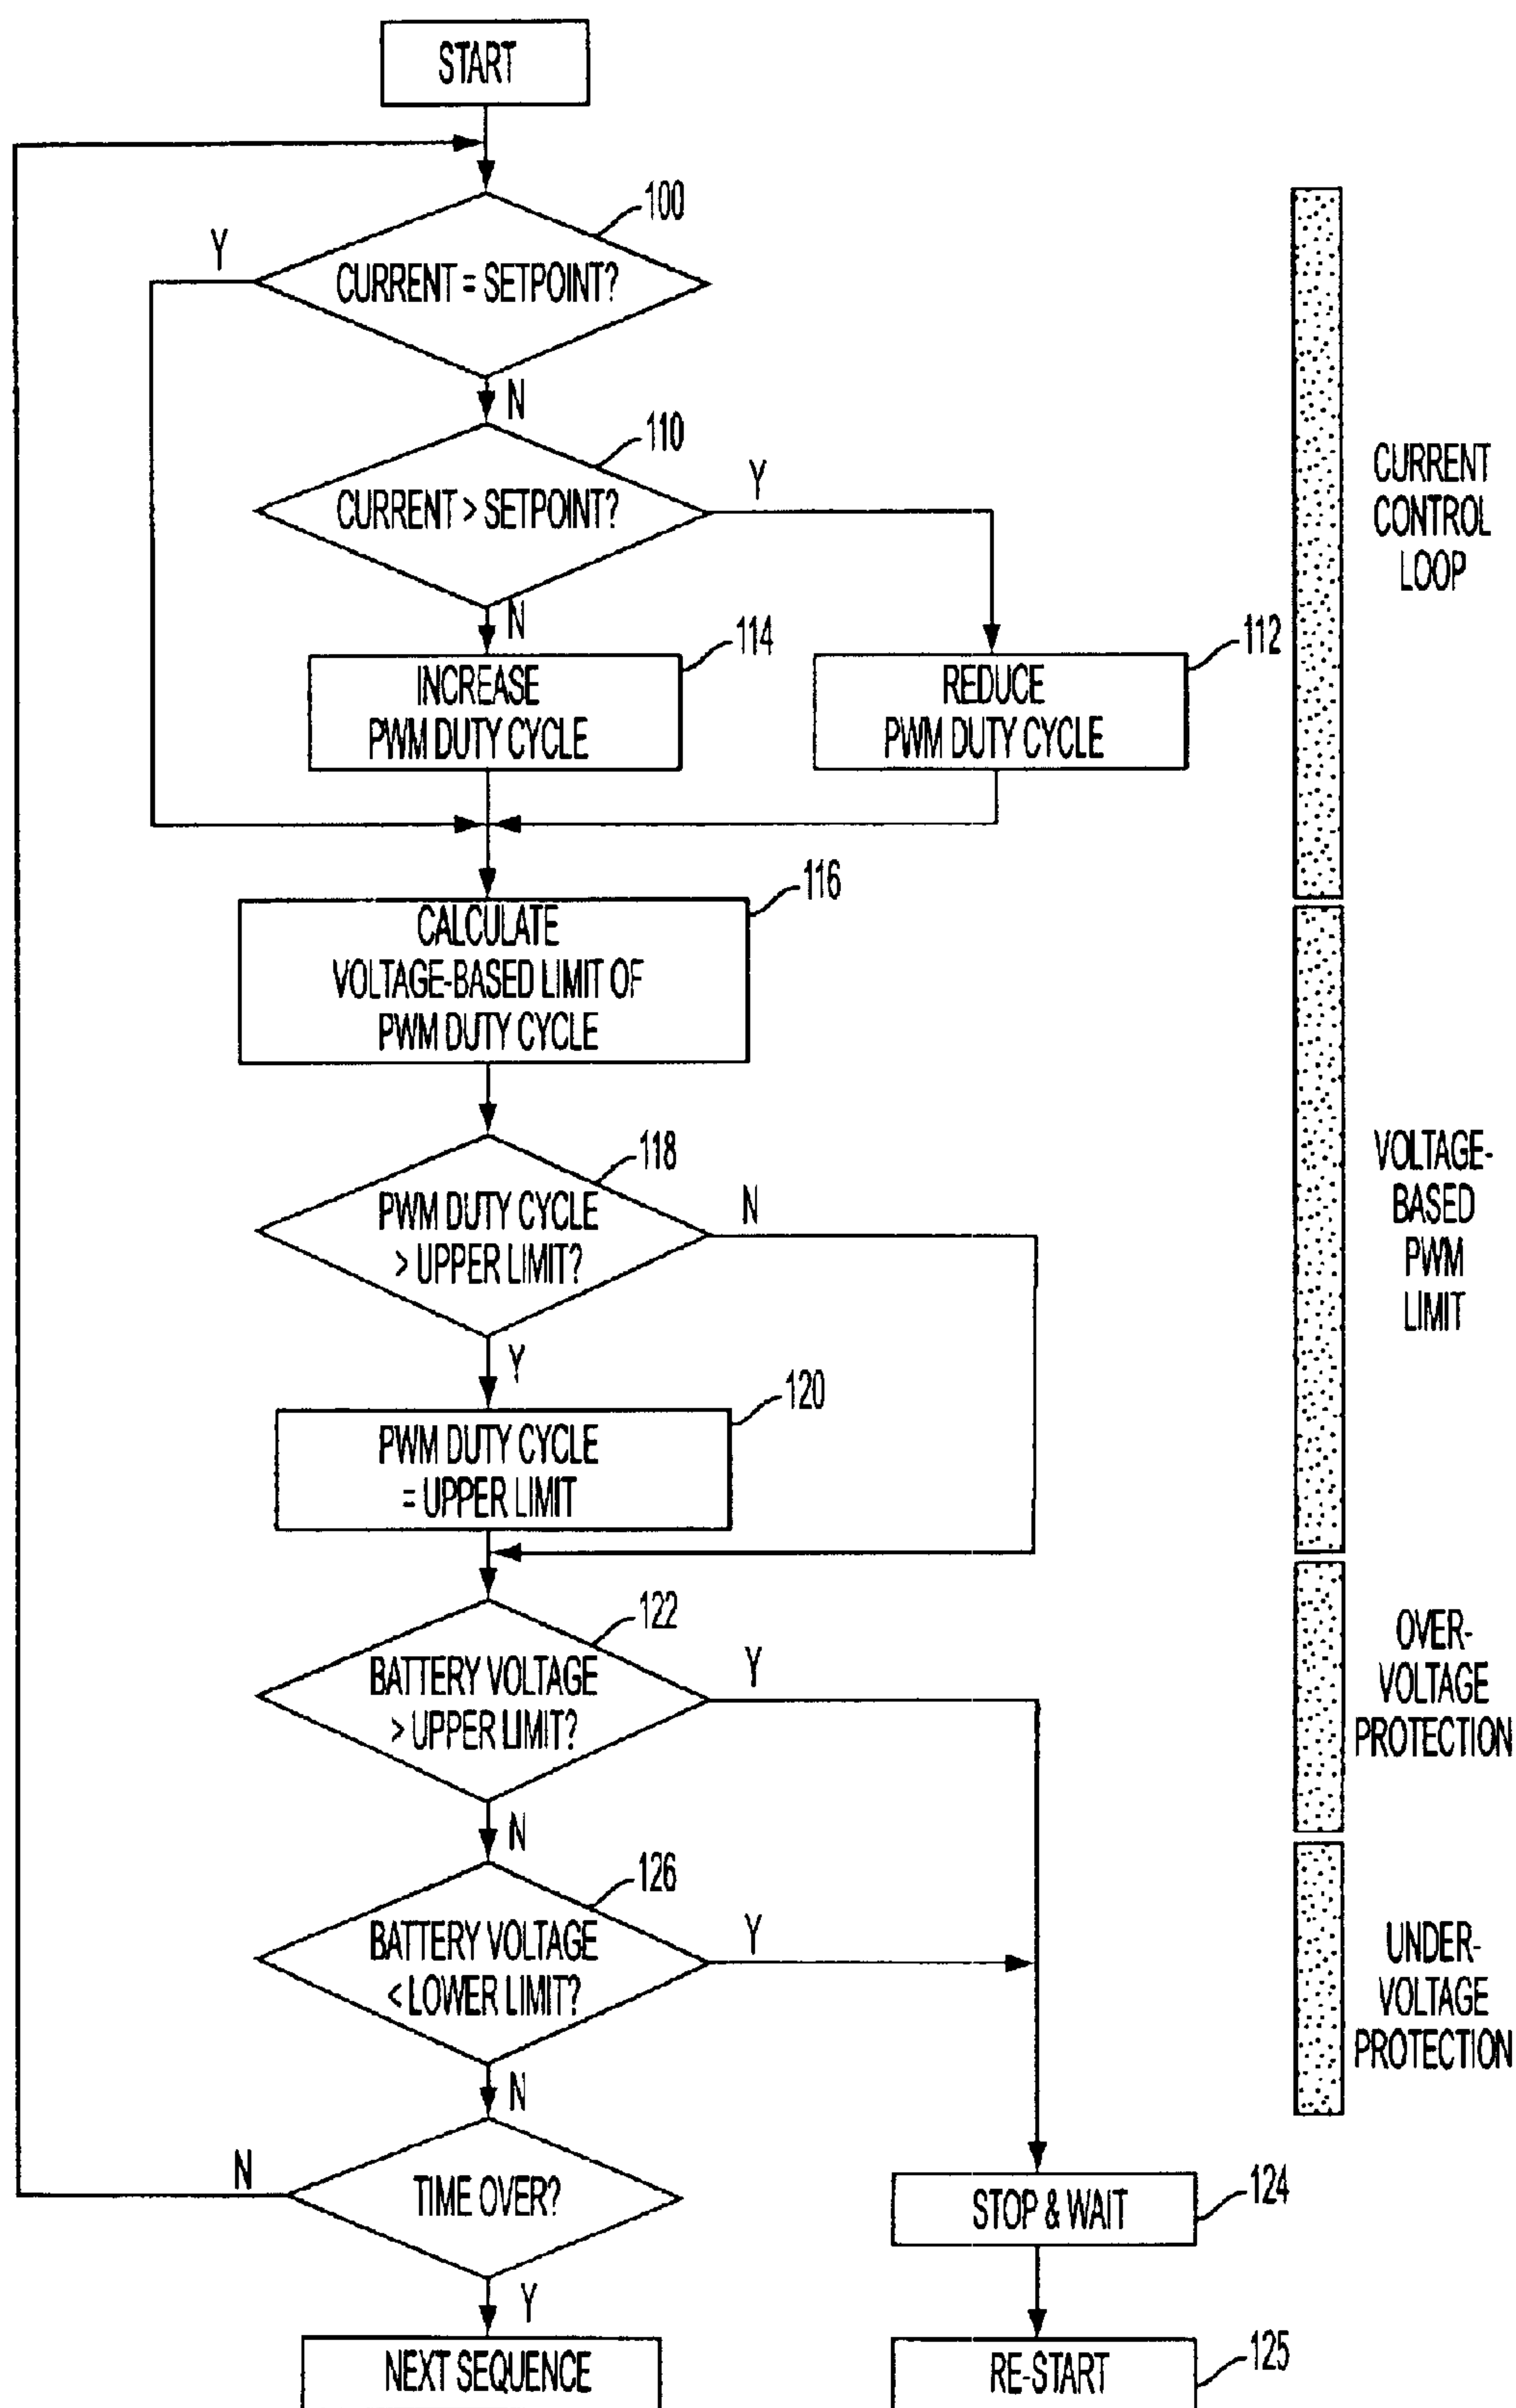 START
100
Y
CURRENT = SETPOINT?
N
110
CURRENT > SETPOINT?
Y
N
114
INCREASE
PWM DUTY CYCLE
112
REDUCE
PWM DUTY CYCLE
CURRENT
CONTROL
LOOP
116
CALCULATE
VOLTAGE-BASED LIMIT OF
PWM DUTY CYCLE
118
PWM DUTY CYCLE
> UPPER LIMIT?
N
Y
VOLTAGE-
BASED
PWM
LIMIT
120
PWM DUTY CYCLE
= UPPER LIMIT
122
BATTERY VOLTAGE
> UPPER LIMIT?
Y
N
OVER-
VOLTAGE
PROTECTION
126
BATTERY VOLTAGE
< LOWER LIMIT?
Y
N
UNDER-
VOLTAGE
PROTECTION
N
TIME OVER?
Y
STOP & WAIT
124
NEXT SEQUENCE
RE-START
125